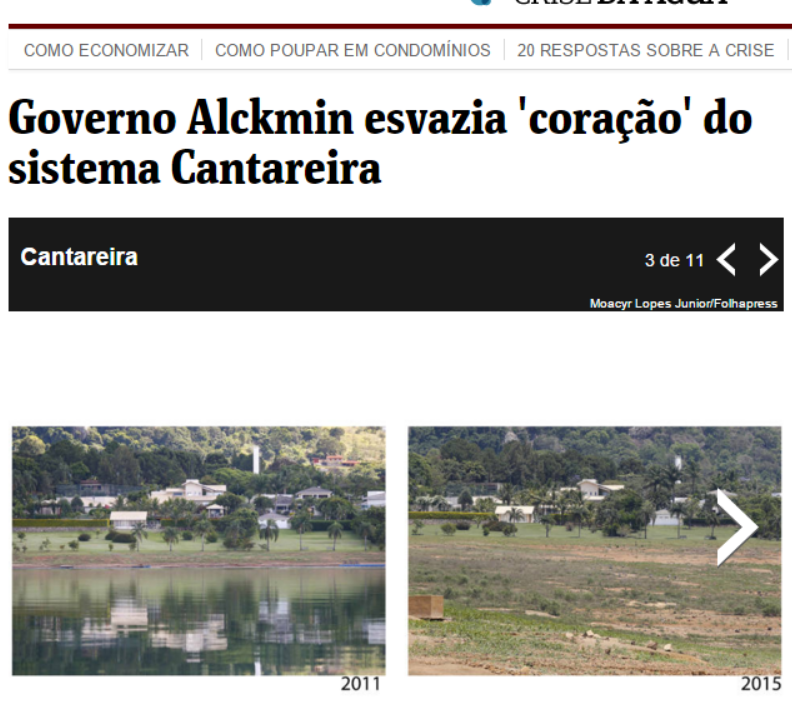 CRISE DA ÁGUA
COMO ECONOMIZAR
COMO POUPAR EM CONDOMÍNIOS
20 RESPOSTAS SOBRE A CRISE
Governo Alckmin esvazia 'coração' do
sistema Cantareira
Cantareira
3 de 11
Moacyr Lopes Junior/Folhapress
2011
2015